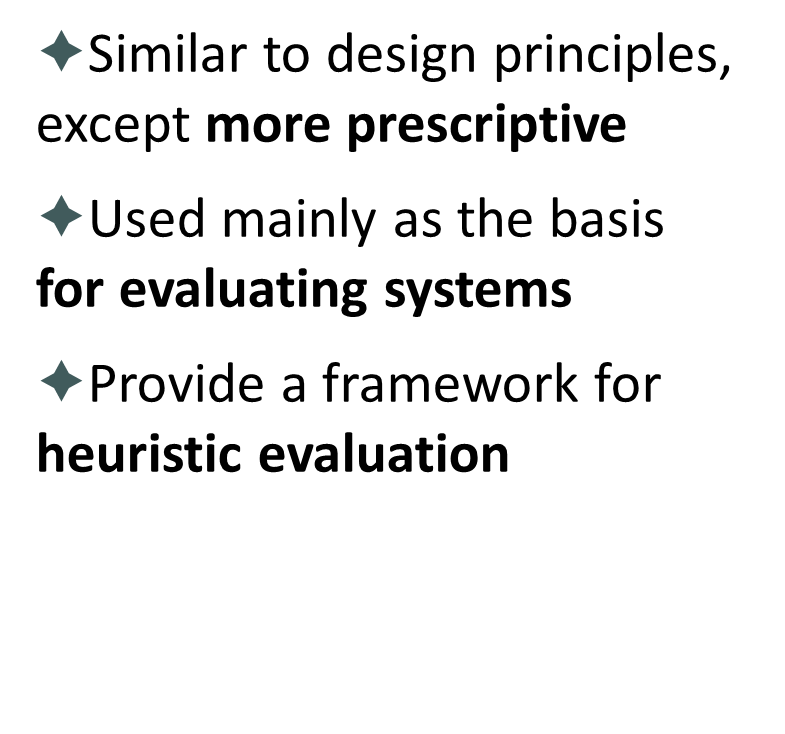 ✦Similar to design principles,
except more prescriptive
✦Used mainly as the basis
for evaluating systems
✦Provide a framework for
heuristic evaluation